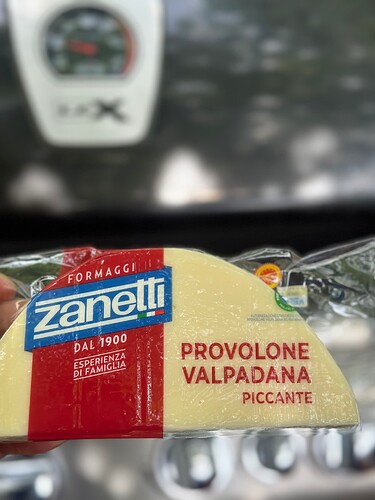 FORMAGGI
zanetti
DAL 1900
ESPERIENZA
DI FAMIGLIA
PROVOLONE
VALPADANA
PICCANTE